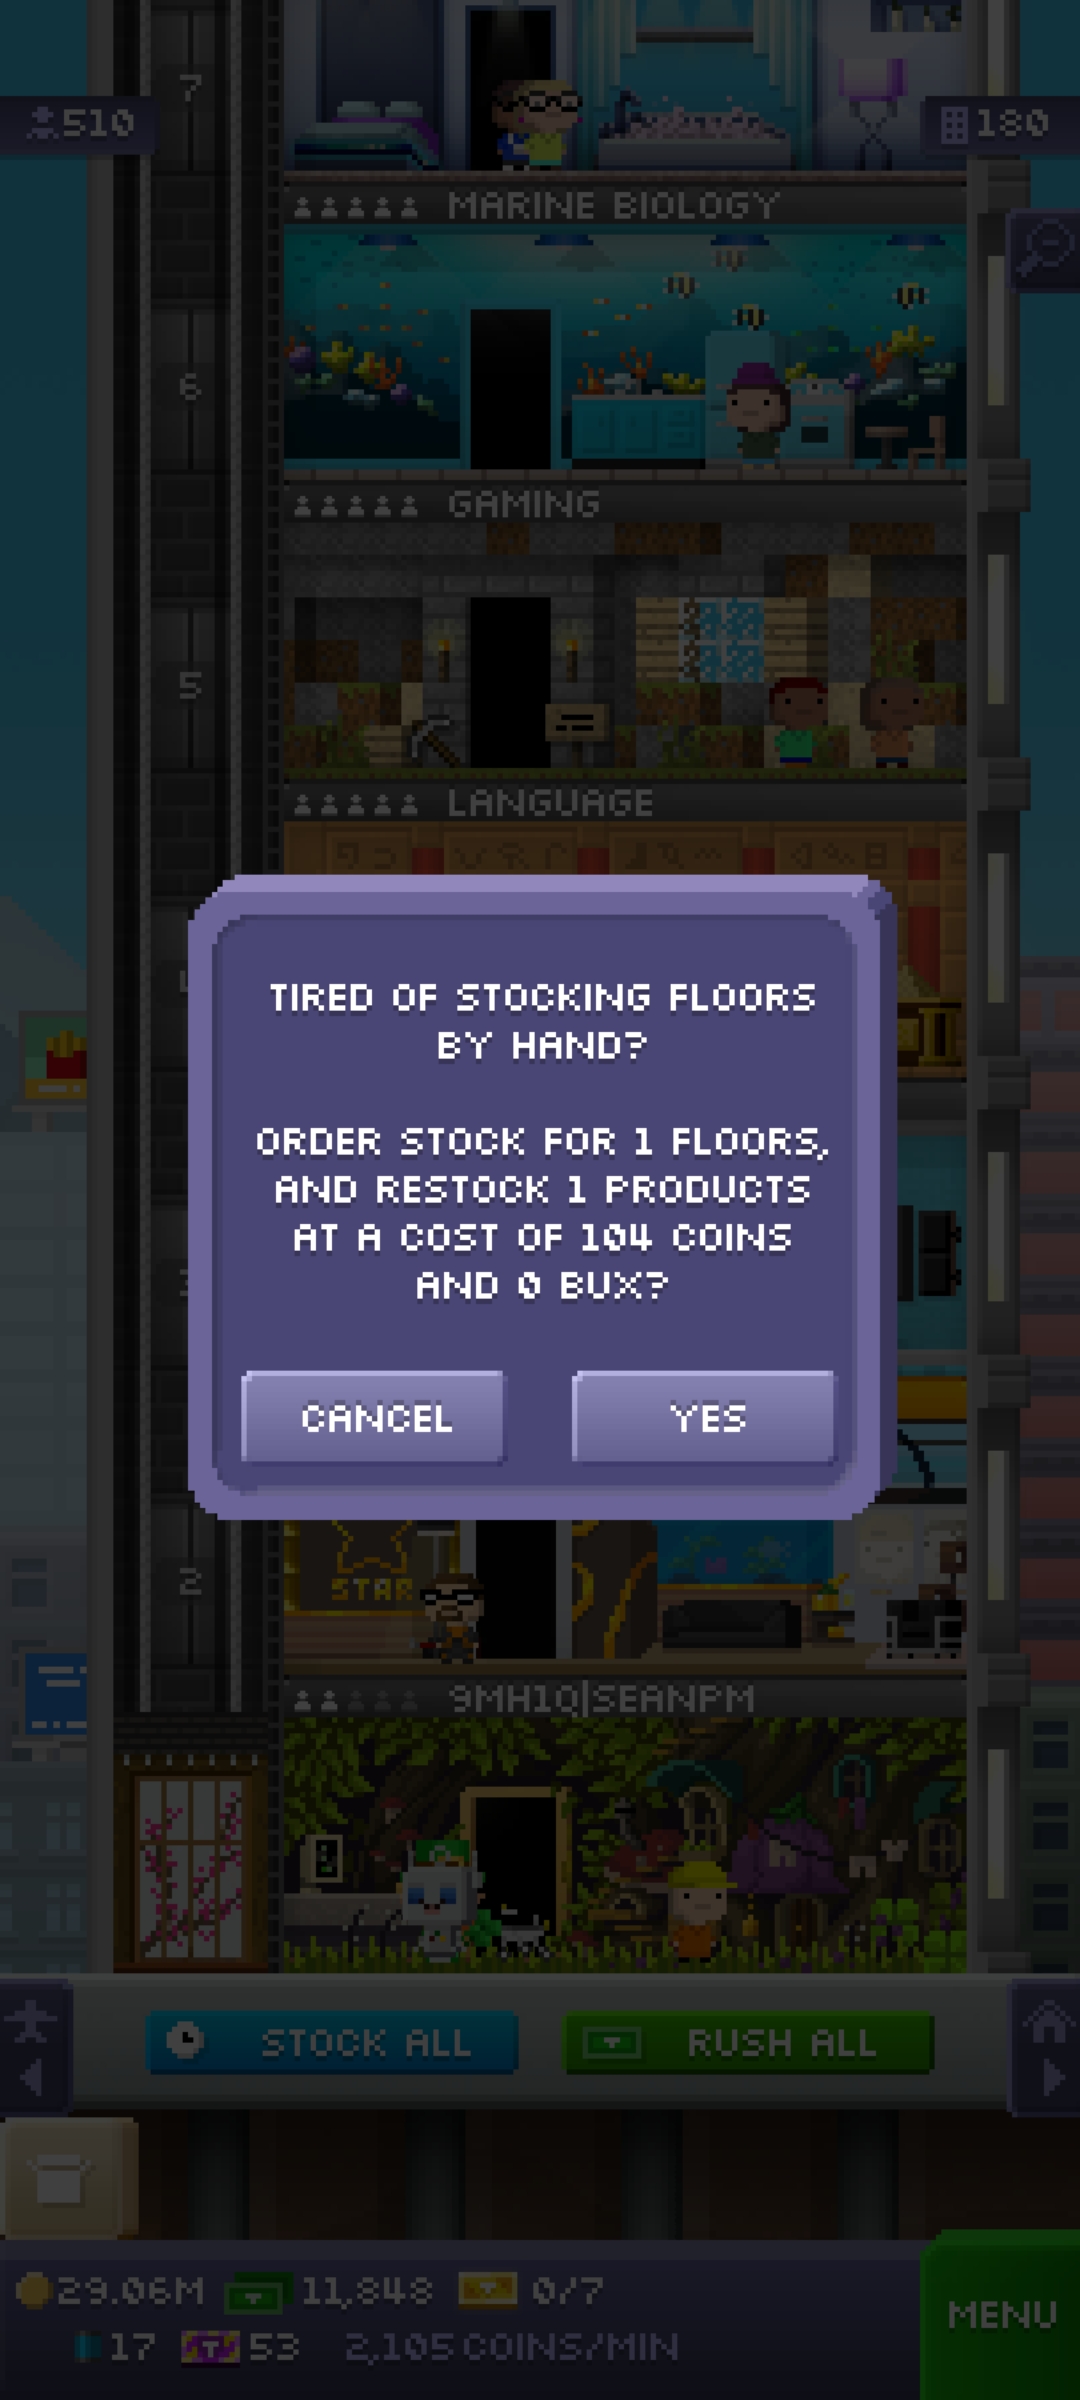 7
510
180
MARINE BIOLOGY
6
GAMING
5
LANGUAGE
TIRED OF STOCKING FLOORS
BY HAND?
ORDER STOCK FOR 1 FLOORS,
AND RESTOCK 1 PRODUCTS
AT A COST OF 104 COINS
AND 0 BUX?
CANCEL
YES
2
STAR
9MH1Q|SEANPM
STOCK ALL
RUSH ALL
29.06M 11,848 0/7
MENU
17 53 2,105 COINS/MIN